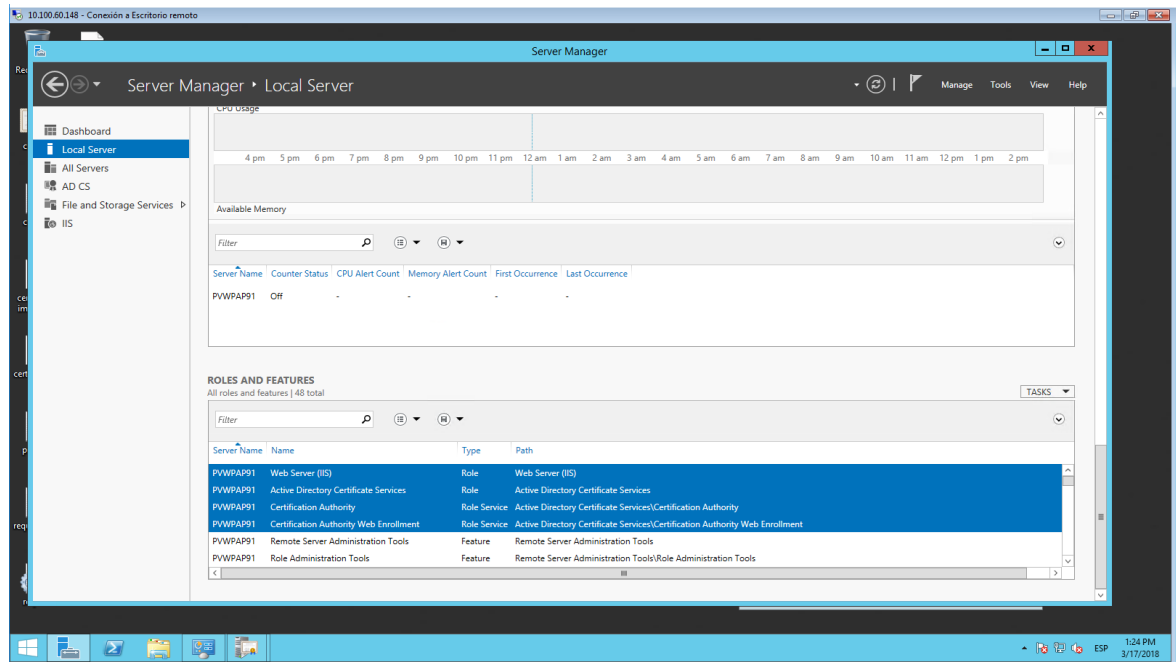 10.100.60.148 - Conexión a Escritorio remoto
Server Manager
Server Manager • Local Server
Manage Tools View Help
Dashboard
Local Server
All Servers
AD CS
File and Storage Services
IIS
CPU Usage
4 pm 5 pm 6 pm 7 pm 8 pm 9 pm 10 pm 11 pm 12 am 1 am 2 am 3 am 4 am 5 am 6 am 7 am 8 am 9 am 10 am 11 am 12 pm 1 pm 2 pm
Available Memory
Filter
Server Name Counter Status CPU Alert Count Memory Alert Count First Occurrence Last Occurrence
PVWPAP91 Off - - - -
ROLES AND FEATURES
All roles and features | 48 total
TASKS
Filter
Server Name Name Type Path
PVWPAP91 Web Server (IIS) Role Web Server (IIS)
PVWPAP91 Active Directory Certificate Services Role Active Directory Certificate Services
PVWPAP91 Certification Authority Role Service Active Directory Certificate Services\Certification Authority
PVWPAP91 Certification Authority Web Enrollment Role Service Active Directory Certificate Services\Certification Authority Web Enrollment
PVWPAP91 Remote Server Administration Tools Feature Remote Server Administration Tools
PVWPAP91 Role Administration Tools Feature Remote Server Administration Tools\Role Administration Tools
ESP
1:24 PM
3/17/2018